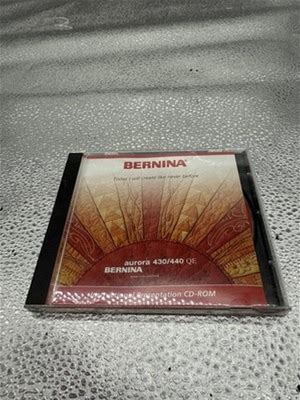 BERNINA®
Today I will create like never before
aurora 430/440 QE
BERNINA
CD-ROM